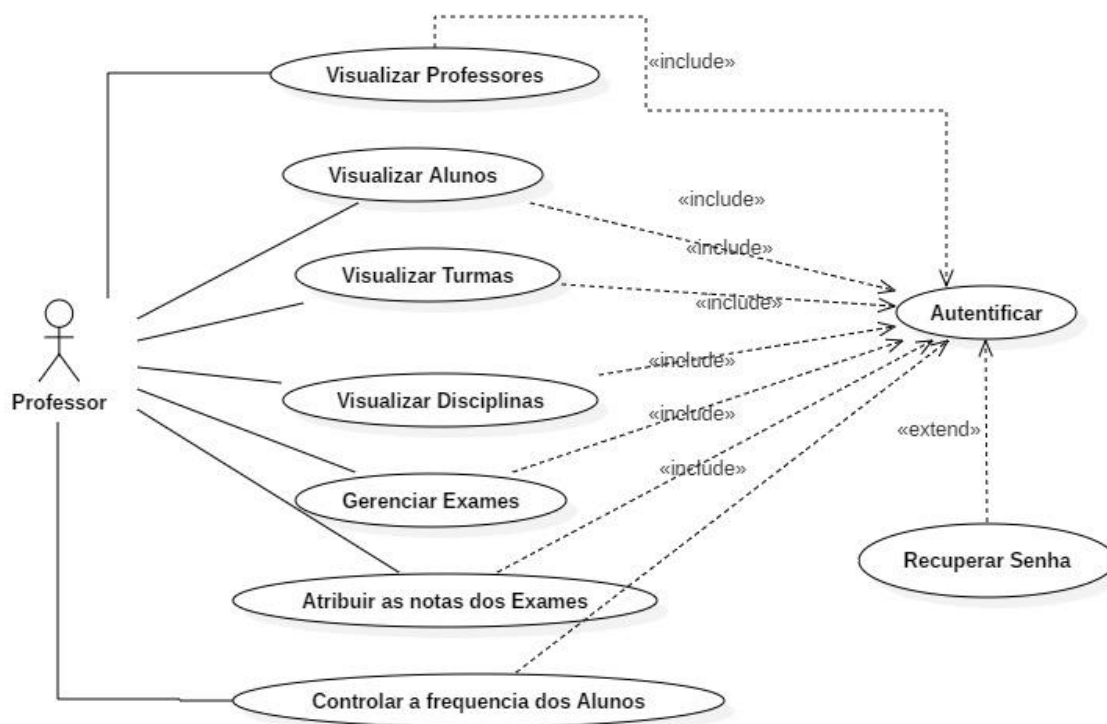 Visualizar Professores
«include»
Visualizar Alunos
«include»
«include»
Visualizar Turmas
«include»
Autentificar
Professor
«include»
Visualizar Disciplinas
«include»
«extend»
«include»
Gerenciar Exames
Recuperar Senha
Atribuir as notas dos Exames
Controlar a frequencia dos Alunos